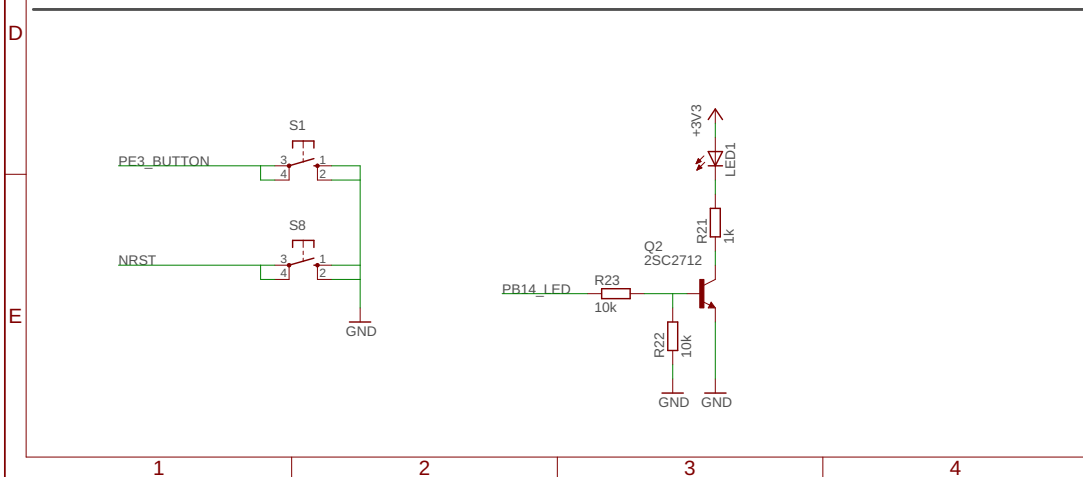 D
S1
PE3_BUTTON
3
1
4
2
S8
NRST
3
1
4
2
GND
+3V3
LED1
R21
1k
Q2
2SC2712
PB14_LED
R23
10k
R22
10k
GND
GND
E
1
2
3
4